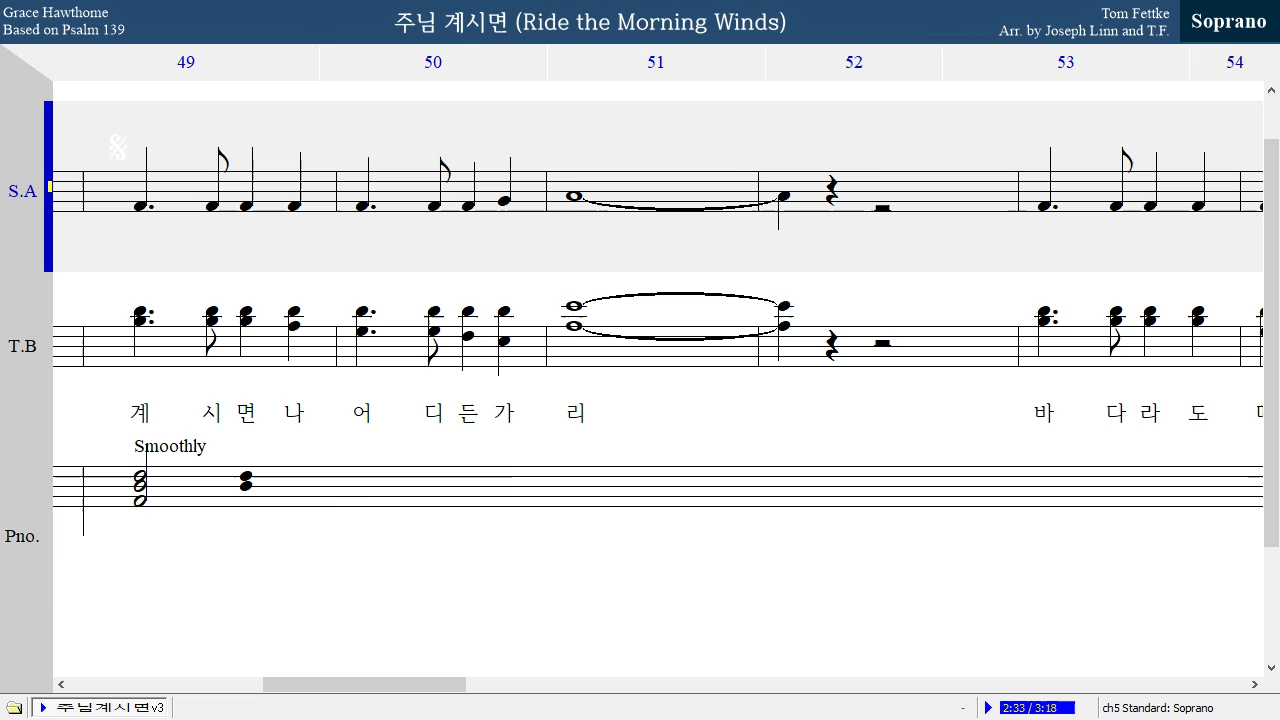 Grace Hawthome
Based on Psalm 139
주님 계시면 (Ride the Morning Winds)
Tom Fettke
Arr. by Joseph Linn and T.F.
Soprano
49 50 51 52 53 54
S.A
T.B
계 시 면 나 어 디 든 가 리 바 다 라 도
Smoothly
Pno.
주님계시면v3
2:33 / 3:18
ch5 Standard: Soprano